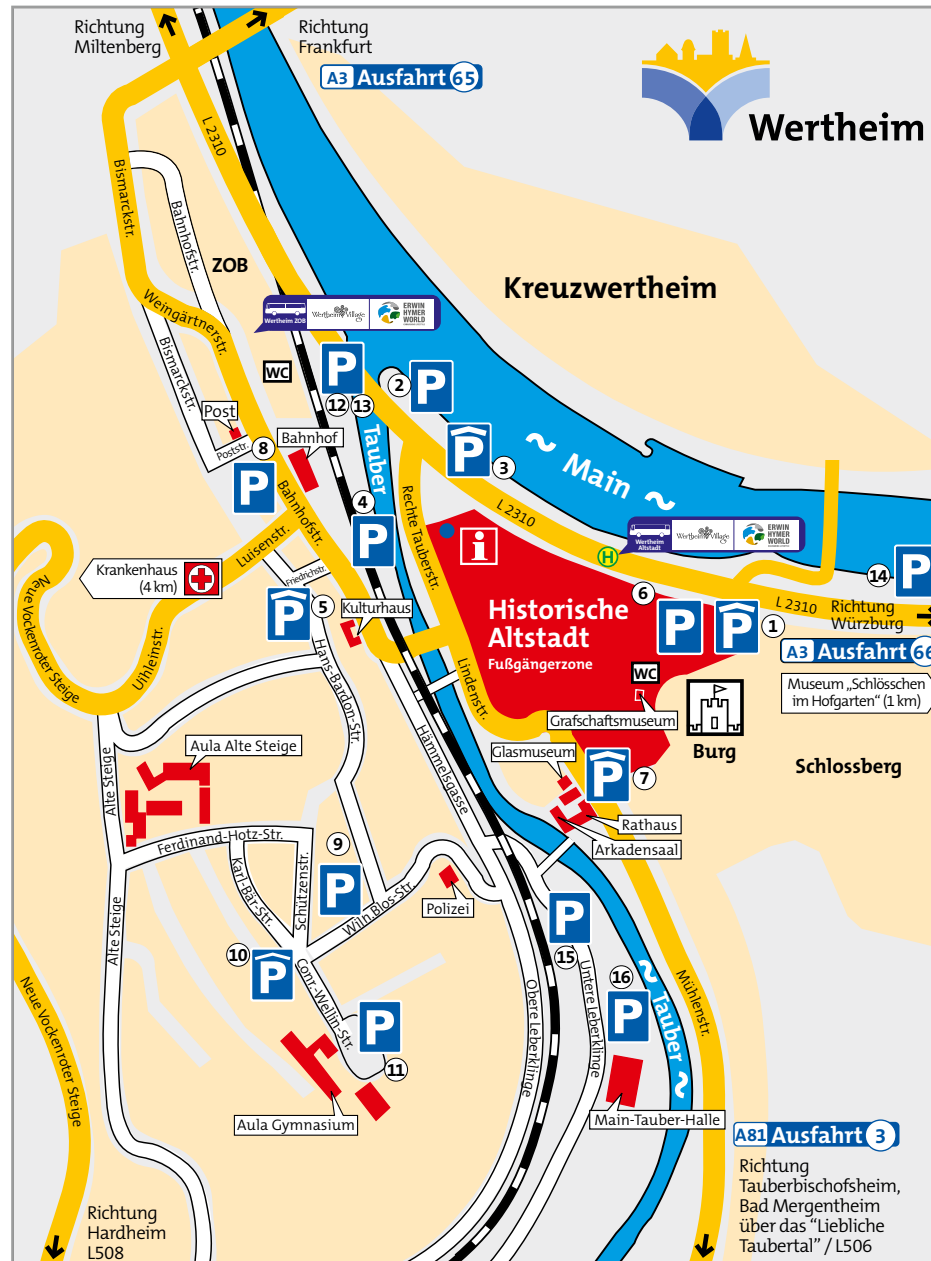 Richtung
Miltenberg
Richtung
Frankfurt
A3 Ausfahrt 65
Wertheim
L 2310
Bismarckstr.
Bahnhofstr.
ZOB
Kreuzwertheim
Weingärtnerstr.
Wertheim ZOB
Wertheim Village
ERWIN
HYMER
WORLD
Bismarckstr.
WC
P
2
P
12
13
Post
Tauber
Bahnhof
P
3
~ Main ~
8
Poststr.
P
Bahnhofstr.
4
P
Rechte Tauberstr.
L 2310
i
Wertheim
Altstadt
Wertheim Village
ERWIN
HYMER
WORLD
H
14
P
Luisenstr.
Krankenhaus
(4 km)
Friedrichstr.
P
5
Kulturhaus
6
P
P
1
L 2310
Richtung
Würzburg
A3 Ausfahrt 66
Historische
Altstadt
Fußgängerzone
Neue Vockenroter Steige
Uihleinstr.
Hans-Bardon-Str.
Lindenstr.
WC
Grafschaftsmuseum
Burg
Museum „Schlösschen
im Hofgarten“ (1 km)
Schlossberg
Glasmuseum
P
7
Rathaus
Arkadensaal
Hämmelsgasse
Aula Alte Steige
Alte Steige
Ferdinand-Hotz-Str.
Karl-Bär-Str.
Schützenstr.
9
P
Wilh.Blos-Str.
Polizei
Alte Steige
10
P
Conr.-Wellin-Str.
P
11
Aula Gymnasium
P
15
16
P
Untere Leberklinge
Obere Leberklinge
~ Tauber ~
Mühlenstr.
Main-Tauber-Halle
Neue Vockenroter Steige
A81 Ausfahrt 3
Richtung
Tauberbischofsheim,
Bad Mergentheim
über das “Liebliche
Taubertal” / L506
Richtung
Hardheim
L508